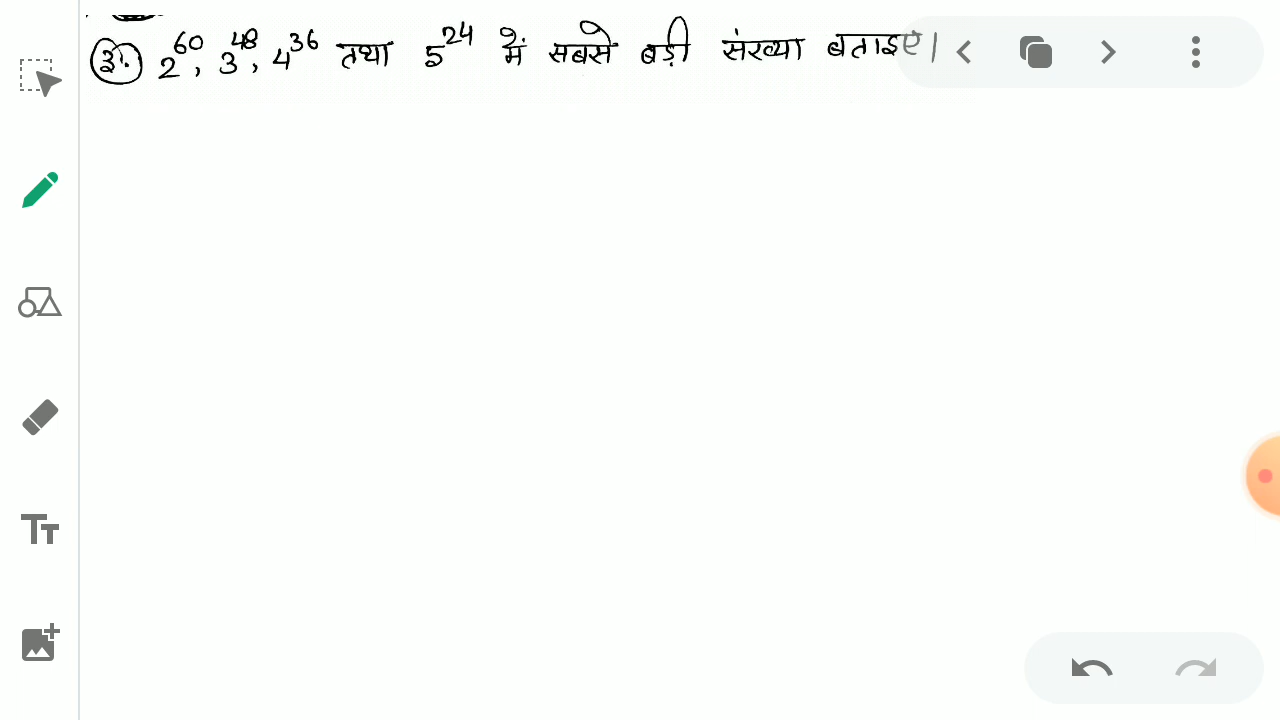 3. 2^60, 3^48, 4^36 तथा 5^24 में सबसे बड़ी संख्या बताइए।